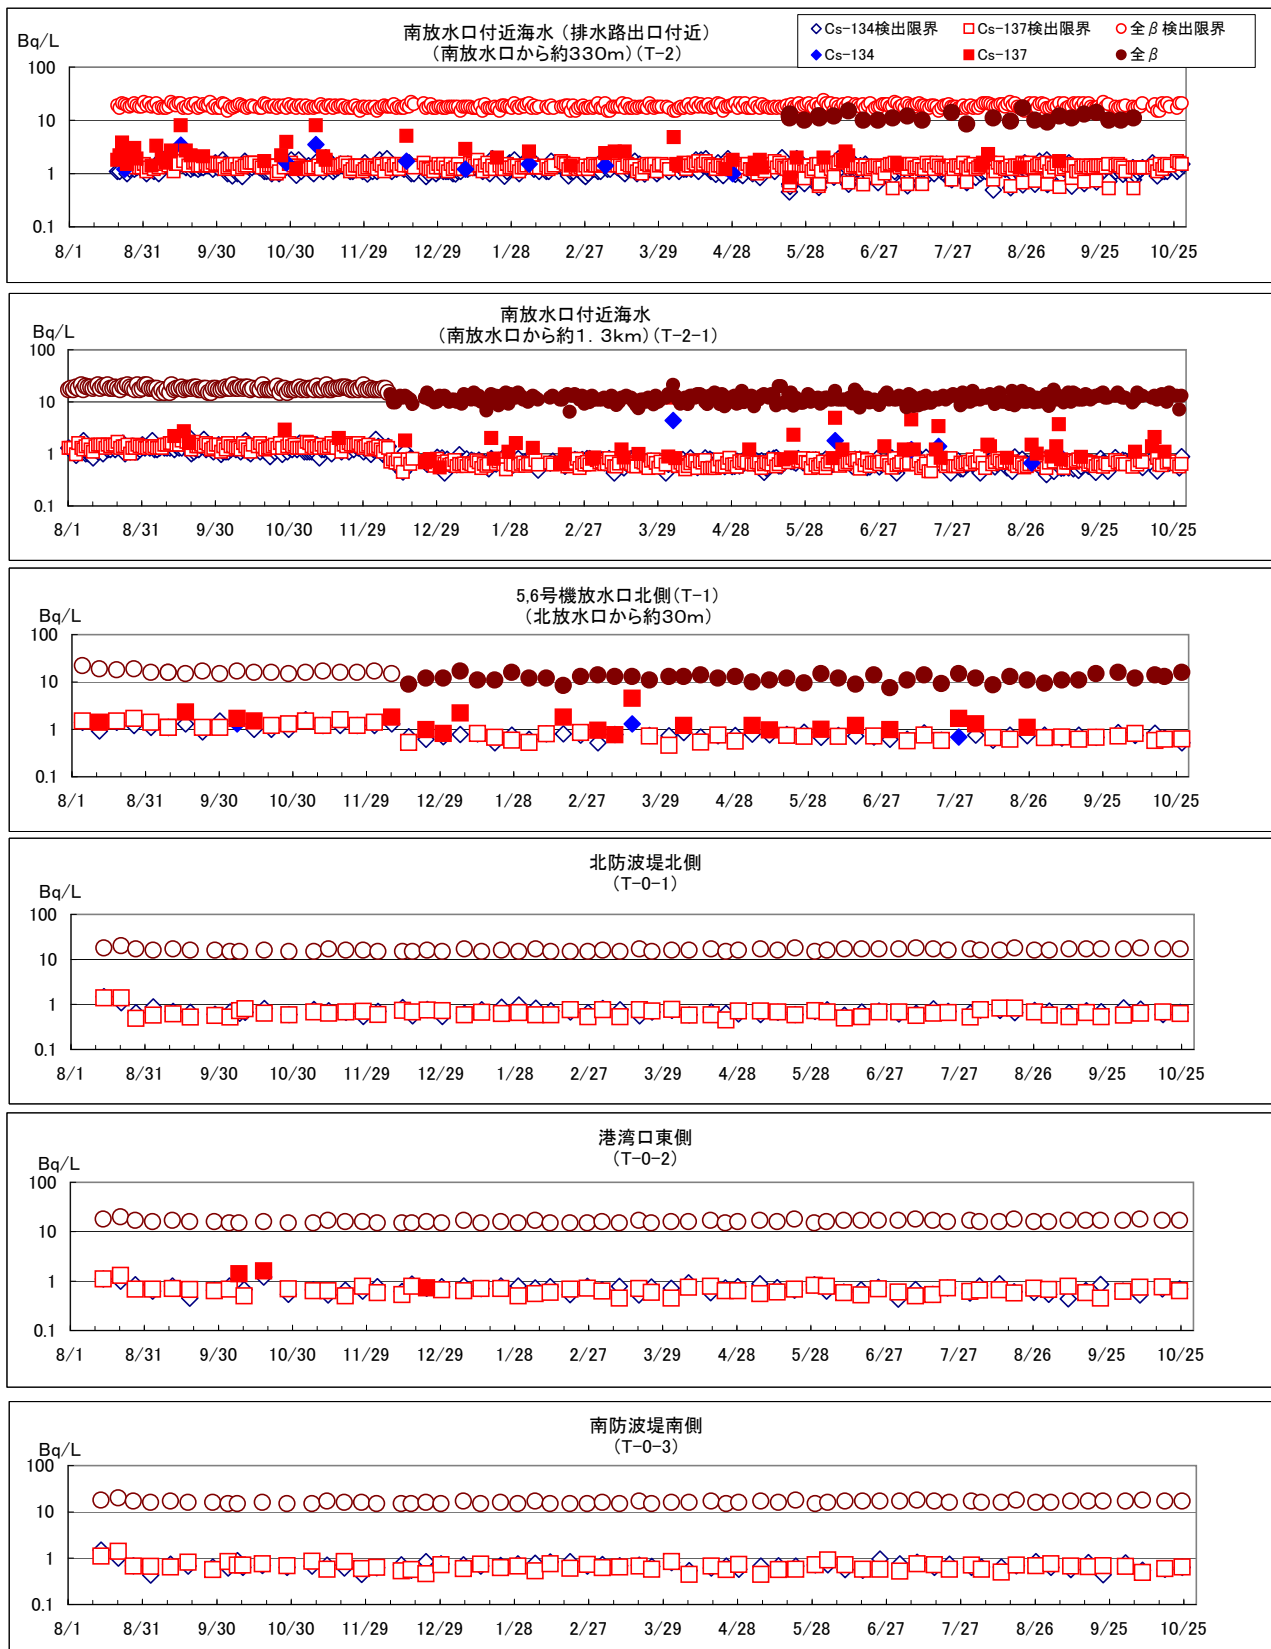 南放水口付近海水（排水路出口付近）
（南放水口から約330m）（T-2）
Bq/L
◇Cs-134検出限界 □Cs-137検出限界 ○全β検出限界
◆Cs-134 ■Cs-137 ●全β
100
10
1
0.1
8/1 8/31 9/30 10/30 11/29 12/29 1/28 2/27 3/29 4/28 5/28 6/27 7/27 8/26 9/25 10/25
南放水口付近海水
（南放水口から約1．3km）（T-2-1）
Bq/L
100
10
1
0.1
8/1 8/31 9/30 10/30 11/29 12/29 1/28 2/27 3/29 4/28 5/28 6/27 7/27 8/26 9/25 10/25
5,6号機放水口北側（T-1）
（北放水口から約30m）
Bq/L
100
10
1
0.1
8/1 8/31 9/30 10/30 11/29 12/29 1/28 2/27 3/29 4/28 5/28 6/27 7/27 8/26 9/25 10/25
北防波堤北側
（T-0-1）
Bq/L
100
10
1
0.1
8/1 8/31 9/30 10/30 11/29 12/29 1/28 2/27 3/29 4/28 5/28 6/27 7/27 8/26 9/25 10/25
港湾口東側
（T-0-2）
Bq/L
100
10
1
0.1
8/1 8/31 9/30 10/30 11/29 12/29 1/28 2/27 3/29 4/28 5/28 6/27 7/27 8/26 9/25 10/25
南防波堤南側
（T-0-3）
Bq/L
100
10
1
0.1
8/1 8/31 9/30 10/30 11/29 12/29 1/28 2/27 3/29 4/28 5/28 6/27 7/27 8/26 9/25 10/25